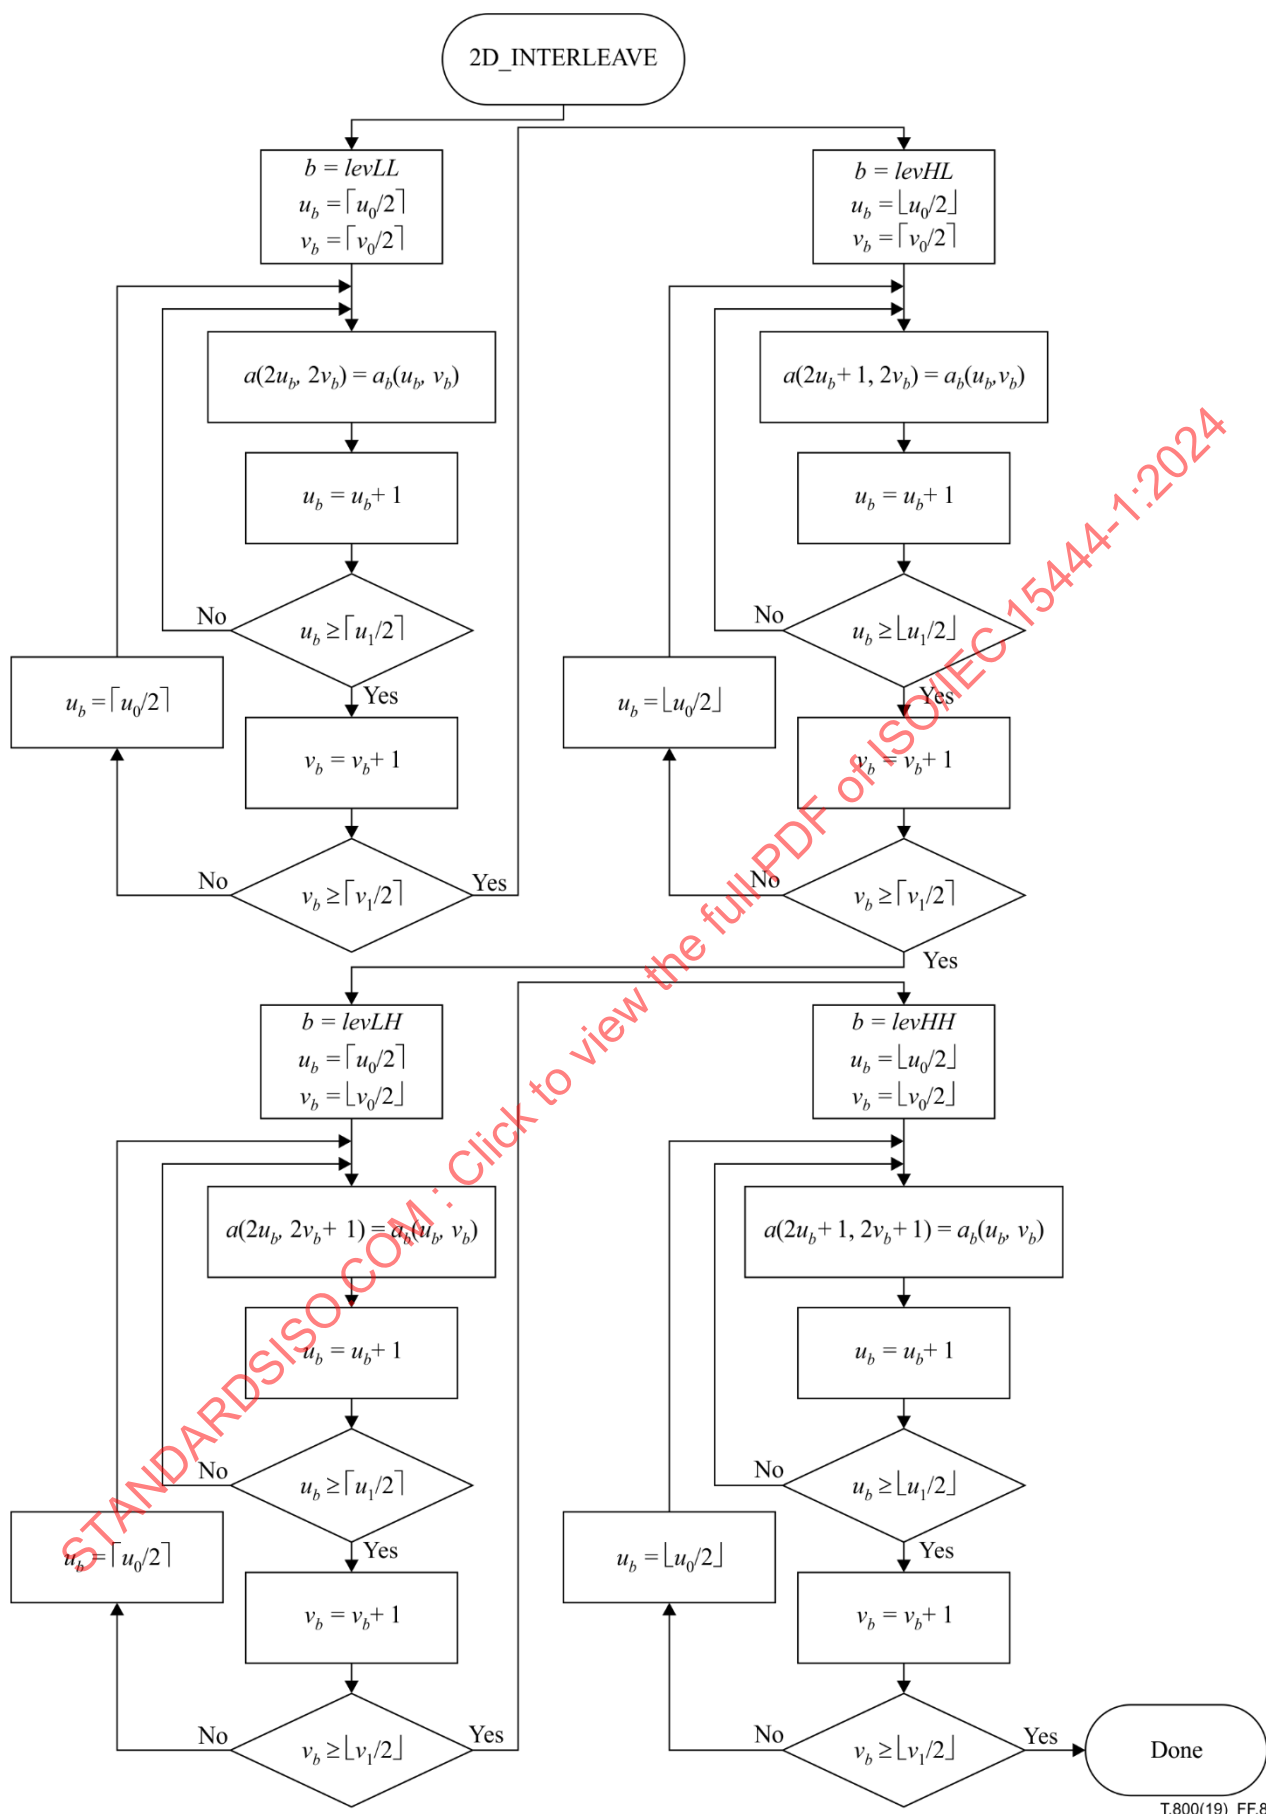 2D_INTERLEAVE
b = levLL
u_b = ⌈u_0/2⌉
v_b = ⌈v_0/2⌉
a(2u_b, 2v_b) = a_b(u_b, v_b)
u_b = u_b + 1
No
u_b ≥ ⌈u_1/2⌉
Yes
u_b = ⌈u_0/2⌉
v_b = v_b + 1
No
v_b ≥ ⌈v_1/2⌉
Yes
b = levHL
u_b = ⌊u_0/2⌋
v_b = ⌈v_0/2⌉
a(2u_b + 1, 2v_b) = a_b(u_b,v_b)
u_b = u_b + 1
No
u_b ≥ ⌊u_1/2⌋
Yes
u_b = ⌊u_0/2⌋
v_b = v_b + 1
No
v_b ≥ ⌈v_1/2⌉
Yes
b = levLH
u_b = ⌈u_0/2⌉
v_b = ⌊v_0/2⌋
a(2u_b, 2v_b + 1) = a_b(u_b, v_b)
u_b = u_b + 1
No
u_b ≥ ⌈u_1/2⌉
Yes
u_b = ⌈u_0/2⌉
v_b = v_b + 1
No
v_b ≥ ⌊v_1/2⌋
Yes
b = levHH
u_b = ⌊u_0/2⌋
v_b = ⌊v_0/2⌋
a(2u_b + 1, 2v_b + 1) = a_b(u_b, v_b)
u_b = u_b + 1
No
u_b ≥ ⌊u_1/2⌋
Yes
u_b = ⌊u_0/2⌋
v_b = v_b + 1
No
v_b ≥ ⌊v_1/2⌋
Yes
Done
T.800(19)_FF.8
STANDARDSISO.COM : Click to view the full PDF of ISO/IEC 15444-1:2024